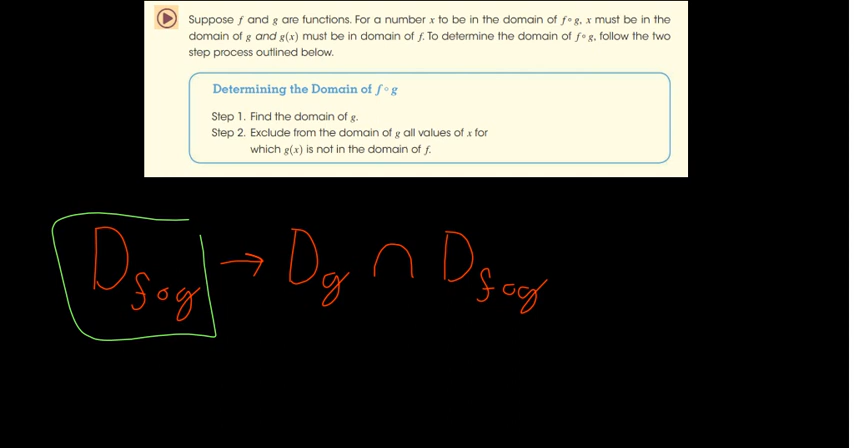 Suppose f and g are functions. For a number x to be in the domain of f∘g, x must be in the
domain of g and g(x) must be in domain of f. To determine the domain of f∘g, follow the two
step process outlined below.
Determining the Domain of f∘g
Step 1. Find the domain of g.
Step 2. Exclude from the domain of g all values of x for
which g(x) is not in the domain of f.
D_{f∘g} → D_g ∩ D_{f∘g}